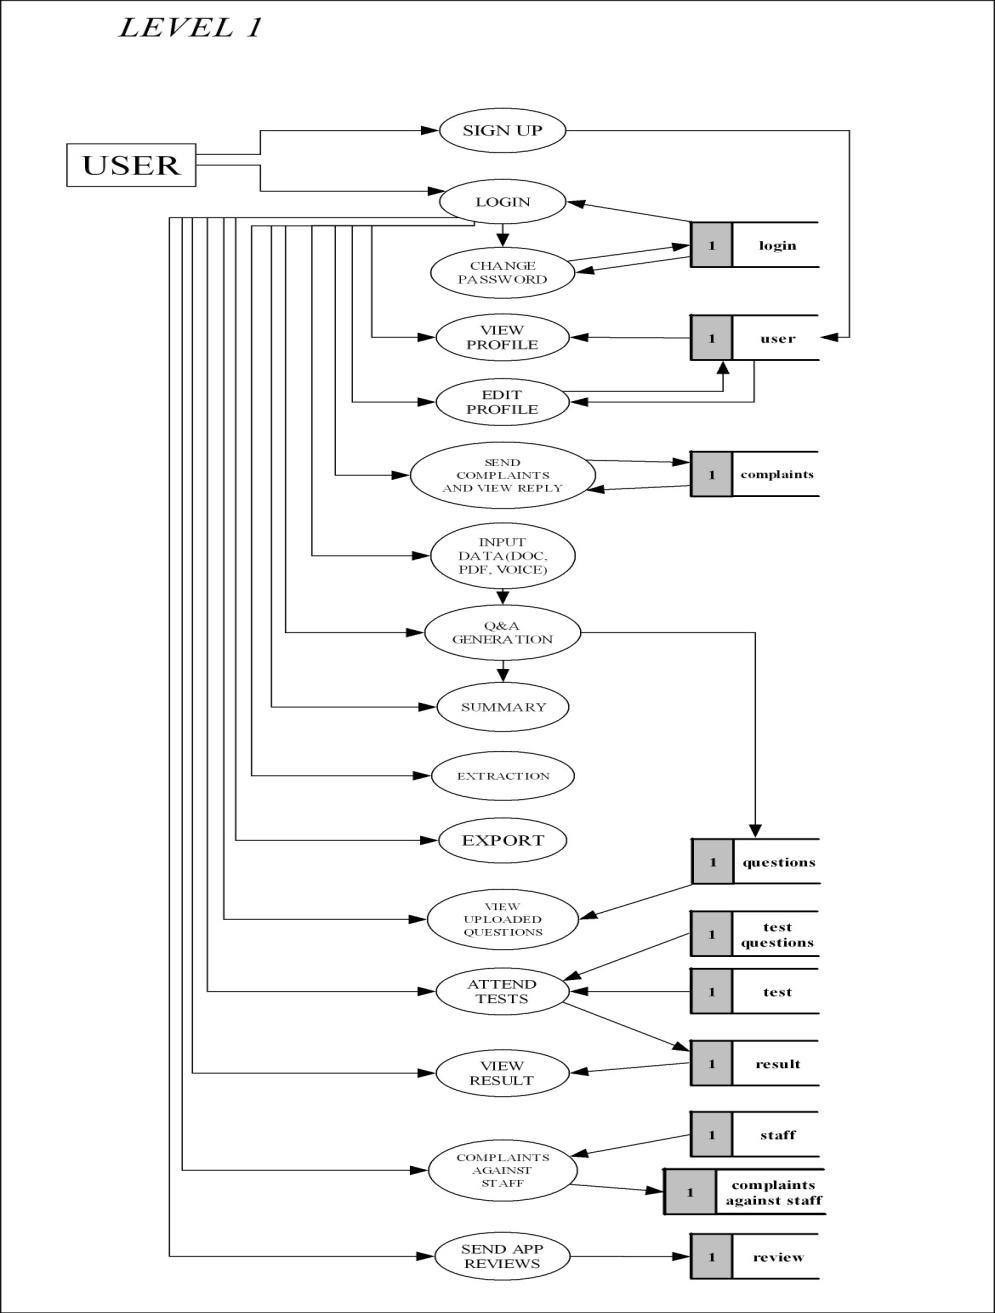 LEVEL 1
SIGN UP
USER
LOGIN
1 login
CHANGE
PASSWORD
VIEW
PROFILE
1 user
EDIT
PROFILE
SEND
COMPLAINTS
AND VIEW REPLY
1 complaints
INPUT
DATA(DOC,
PDF, VOICE)
Q&A
GENERATION
SUMMARY
EXTRACTION
EXPORT
1 questions
VIEW
UPLOADED
QUESTIONS
1 test
questions
ATTEND
TESTS
1 test
VIEW
RESULT
1 result
1 staff
COMPLAINTS
AGAINST
STAFF
1 complaints
against staff
SEND APP
REVIEWS
1 review